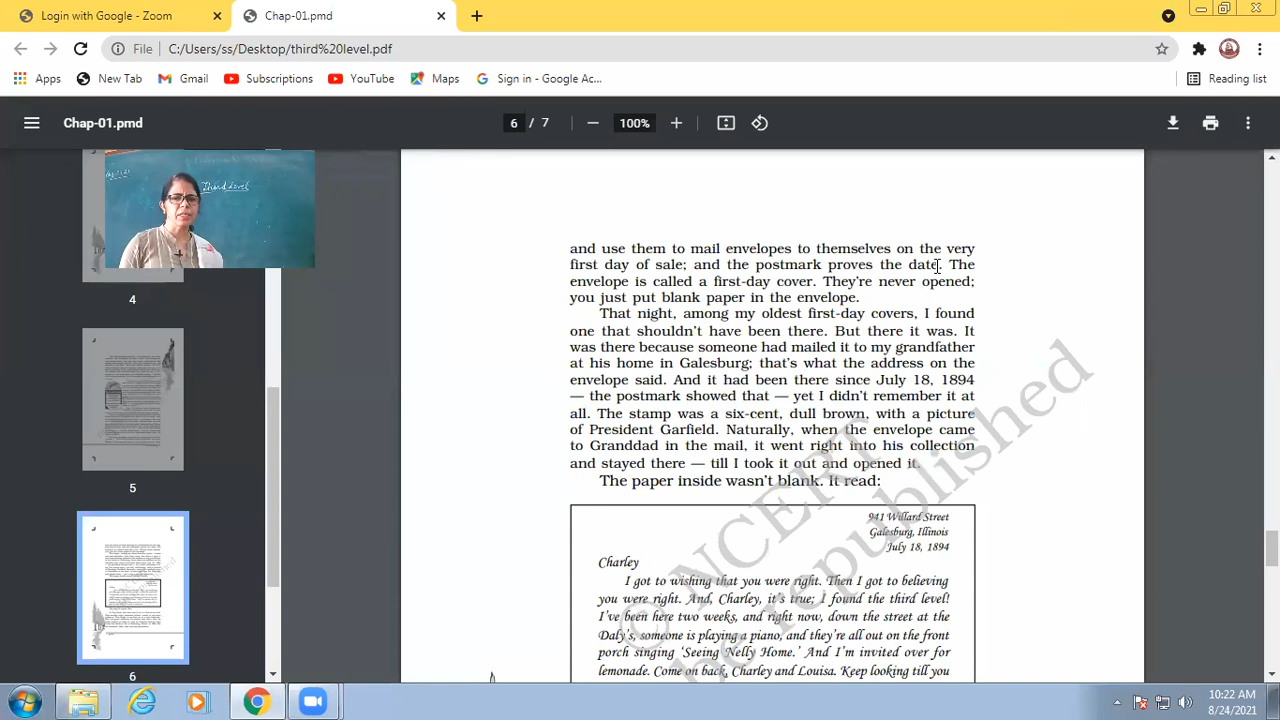 Login with Google - Zoom
Chap-01.pmd
File
C:/Users/ss/Desktop/third%20level.pdf
Apps
New Tab
Gmail
Subscriptions
YouTube
Maps
Sign in - Google Ac...
Reading list
Chap-01.pmd
6 / 7
100%
Third Level
4
5
6
and use them to mail envelopes to themselves on the very
first day of sale; and the postmark proves the date. The
envelope is called a first-day cover. They're never opened;
you just put blank paper in the envelope.
That night, among my oldest first-day covers, I found
one that shouldn't have been there. But there it was. It
was there because someone had mailed it to my grandfather
at his home in Galesburg; that's what the address on the
envelope said. And it had been there since July 18, 1894
— the postmark showed that — yet I didn't remember it at
all. The stamp was a six-cent, dull brown, with a picture
of President Garfield. Naturally, when the envelope came
to Granddad in the mail, it went right into his collection
and stayed there — till I took it out and opened it.
The paper inside wasn't blank. It read:
941 Willard Street
Galesburg, Illinois
July 18, 1894
Charley
I got to wishing that you were right. Then I got to believing
you were right. And, Charley, it's true; I found the third level!
I've been here two weeks, and right now, down the street at the
Daly's, someone is playing a piano, and they're all out on the front
porch singing 'Seeing Nelly Home.' And I'm invited over for
lemonade. Come on back, Charley and Louisa. Keep looking till you
© NCERT
be republished
10:22 AM
8/24/2021